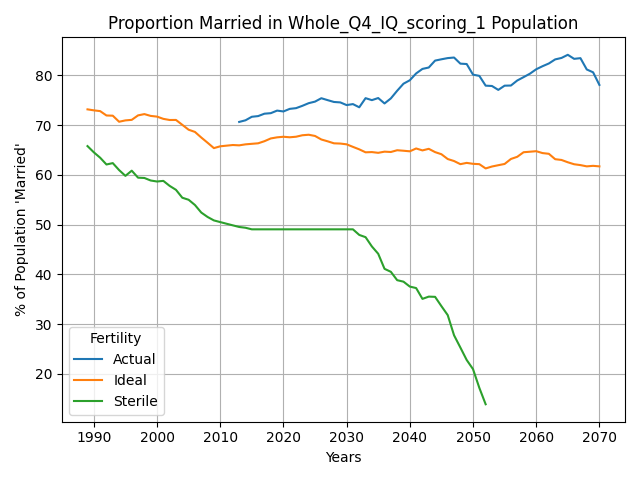 Proportion Married in Whole_Q4_IQ_scoring_1 Population
% of Population 'Married'
80
70
60
50
40
30
20
Fertility
Actual
Ideal
Sterile
1990 2000 2010 2020 2030 2040 2050 2060 2070
Years